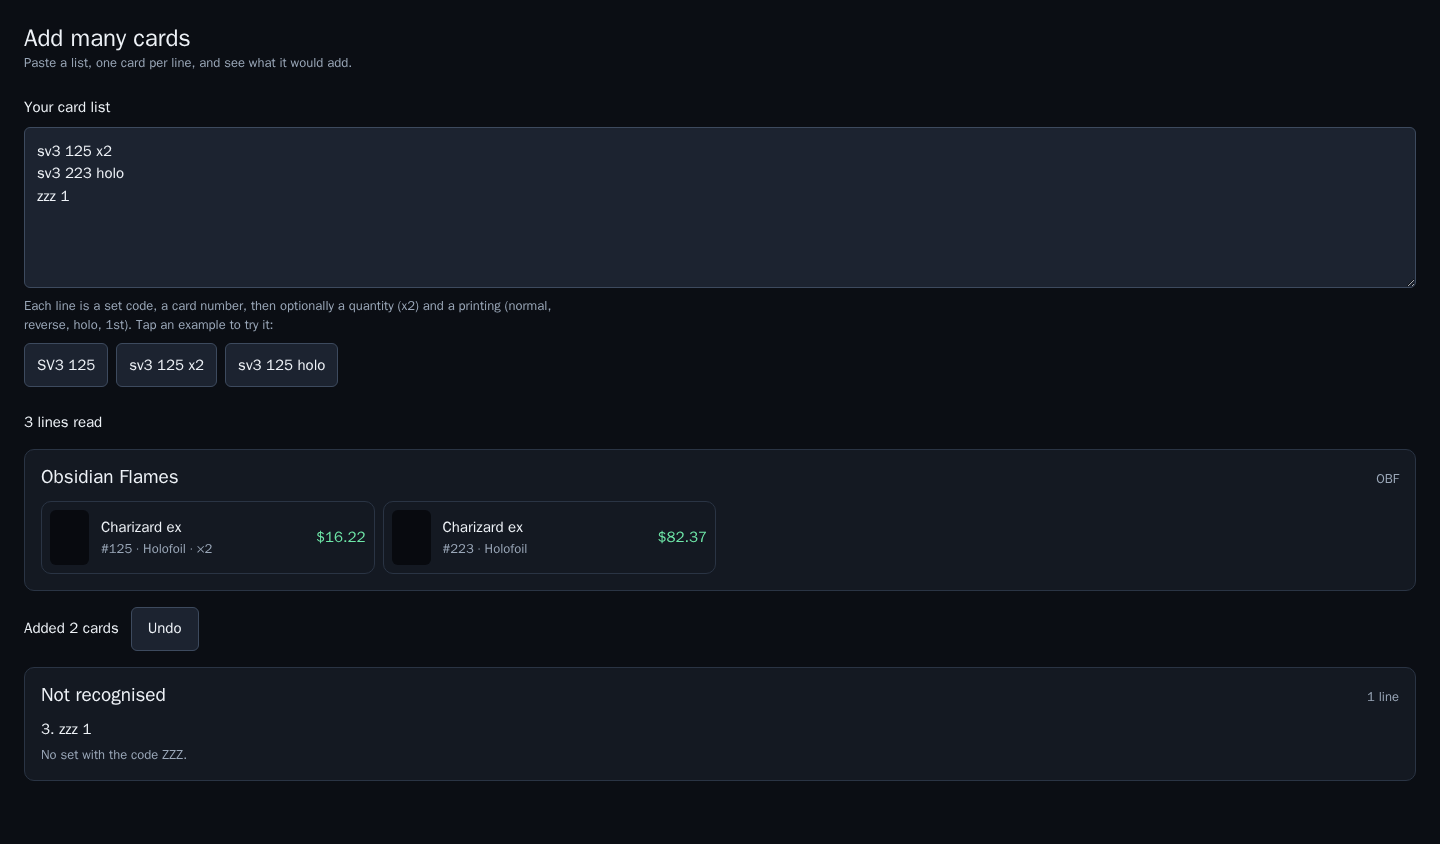 Add many cards
Paste a list, one card per line, and see what it would add.
Your card list
sv3 125 x2
sv3 223 holo
zzz 1
Each line is a set code, a card number, then optionally a quantity (x2) and a printing (normal,
reverse, holo, 1st). Tap an example to try it:
SV3 125
sv3 125 x2
sv3 125 holo
3 lines read
Obsidian Flames
OBF
Charizard ex
#125 · Holofoil · ×2
$16.22
Charizard ex
#223 · Holofoil
$82.37
Added 2 cards
Undo
Not recognised
1 line
3. zzz 1
No set with the code ZZZ.